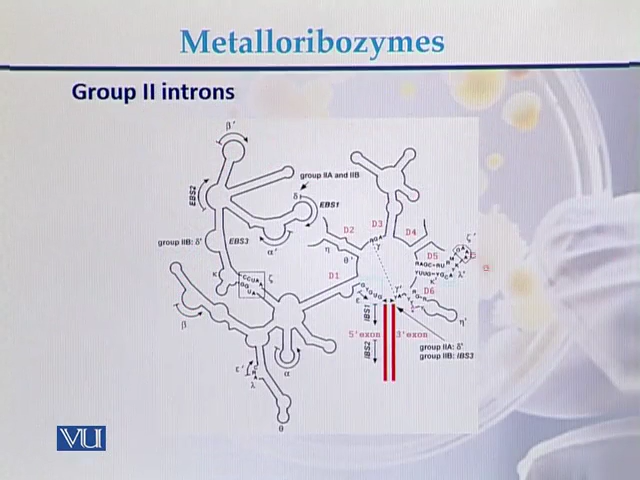 Metalloribozymes
Group II introns
β′
group IIA and IIB
EBS2
δ
EBS1
D3
D2
D4
ζ′
group IIB: δ′
EBS3
α′
η
γ
θ′
D5
κ
ζ
D1
λ′
κ′
ε
D6
β
IBS1
η′
5′exon
3′exon
IBS2
group IIA: δ′
group IIB: IBS3
α
ε′
λ
θ
VU